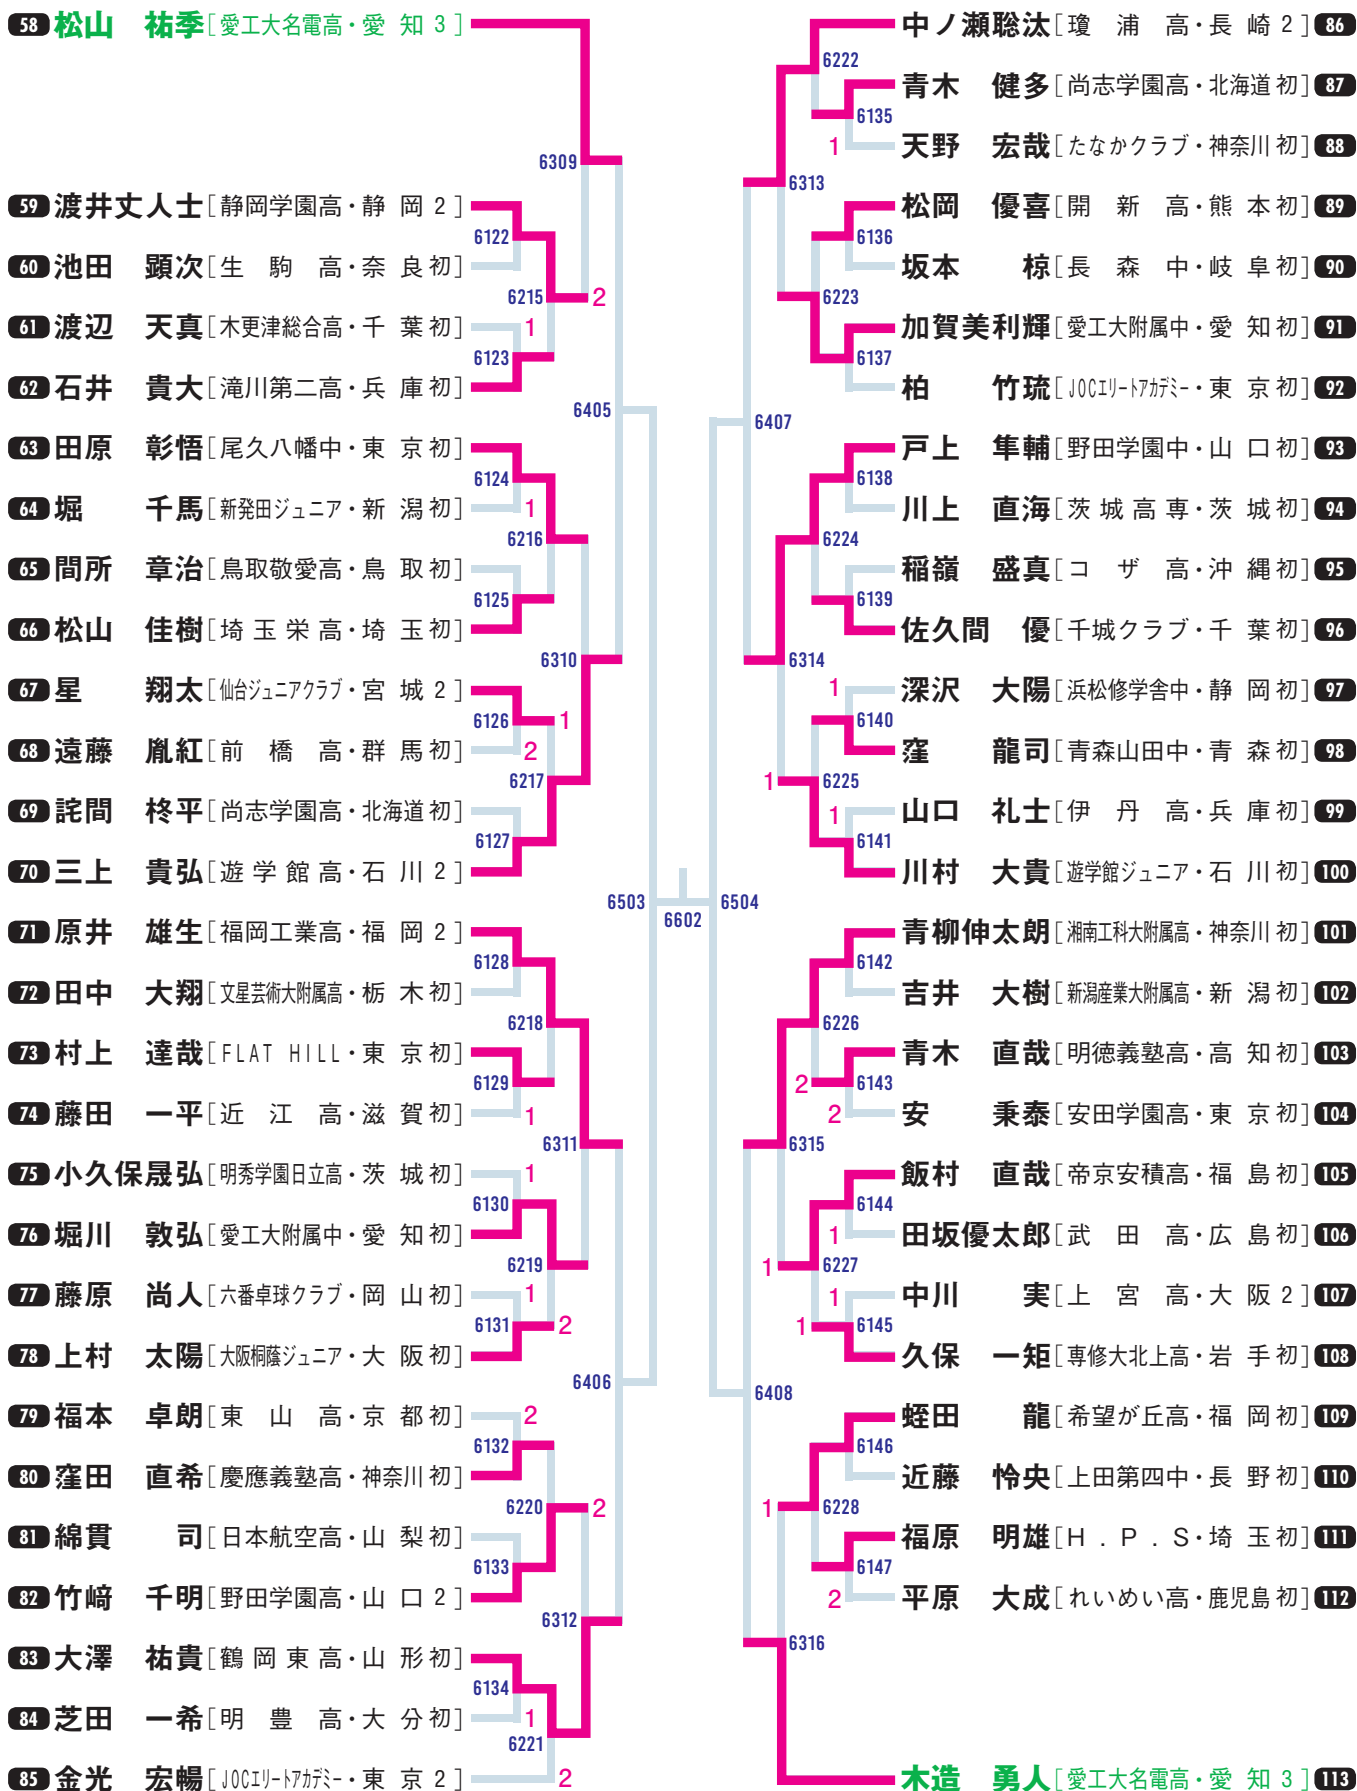 58 松山 祐季[愛工大名電高・愛知3]
6309
59 渡井丈人士[静岡学園高・静岡2]
6122
60 池田 顕次[生駒高・奈良初]
6215 2
61 渡辺 天真[木更津総合高・千葉初] 1
6123
62 石井 貴大[滝川第二高・兵庫初]
6405
63 田原 彰悟[尾久八幡中・東京初]
6124
64 堀 千馬[新発田ジュニア・新潟初] 1
6216
65 間所 章治[鳥取敬愛高・鳥取初]
6125
66 松山 佳樹[埼玉栄高・埼玉初]
6310
67 星 翔太[仙台ジュニアクラブ・宮城2]
6126 1
68 遠藤 胤紅[前橋高・群馬初] 2
6217
69 詫間 柊平[尚志学園高・北海道初]
6127
70 三上 貴弘[遊学館高・石川2]
6503
6602
71 原井 雄生[福岡工業高・福岡2]
6128
72 田中 大翔[文星芸術大附属高・栃木初]
6218
73 村上 達哉[FLAT HILL・東京初]
6129
74 藤田 一平[近江高・滋賀初] 1
6311
75 小久保晟弘[明秀学園日立高・茨城初] 1
6130
76 堀川 敦弘[愛工大附属中・愛知初]
6219
77 藤原 尚人[六番卓球クラブ・岡山初] 1
6131 2
78 上村 太陽[大阪桐蔭ジュニア・大阪初]
6406
79 福本 卓朗[東山高・京都初] 2
6132
80 窪田 直希[慶應義塾高・神奈川初]
6220 2
81 綿貫 司[日本航空高・山梨初]
6133
82 竹﨑 千明[野田学園高・山口2]
6312
83 大澤 祐貴[鶴岡東高・山形初]
6134
84 芝田 一希[明豊高・大分初] 1
6221
85 金光 宏暢[JOCエリートアカデミー・東京2] 2
中ノ瀬聡汰[瓊浦高・長崎2] 86
6222
青木 健多[尚志学園高・北海道初] 87
6135
1 天野 宏哉[たなかクラブ・神奈川初] 88
6313
松岡 優喜[開新高・熊本初] 89
6136
坂本 椋[長森中・岐阜初] 90
6223
加賀美利輝[愛工大附属中・愛知初] 91
6137
柏 竹琉[JOCエリートアカデミー・東京初] 92
6407
戸上 隼輔[野田学園中・山口初] 93
6138
川上 直海[茨城高専・茨城初] 94
6224
稲嶺 盛真[コザ高・沖縄初] 95
6139
佐久間 優[千城クラブ・千葉初] 96
6314
1 深沢 大陽[浜松修学舎中・静岡初] 97
6140
窪 龍司[青森山田中・青森初] 98
1 6225
1 山口 礼士[伊丹高・兵庫初] 99
6141
川村 大貴[遊学館ジュニア・石川初] 100
6504
青柳伸太朗[湘南工科大附属高・神奈川初] 101
6142
吉井 大樹[新潟産業大附属高・新潟初] 102
6226
青木 直哉[明徳義塾高・高知初] 103
2 6143
2 安 秉泰[安田学園高・東京初] 104
6315
飯村 直哉[帝京安積高・福島初] 105
6144
1 田坂優太郎[武田高・広島初] 106
1 6227
1 中川 実[上宮高・大阪2] 107
1 6145
久保 一矩[専修大北上高・岩手初] 108
6408
蛭田 龍[希望が丘高・福岡初] 109
6146
近藤 怜央[上田第四中・長野初] 110
1 6228
福原 明雄[H.P.S・埼玉初] 111
6147
2 平原 大成[れいめい高・鹿児島初] 112
6316
木造 勇人[愛工大名電高・愛知3] 113